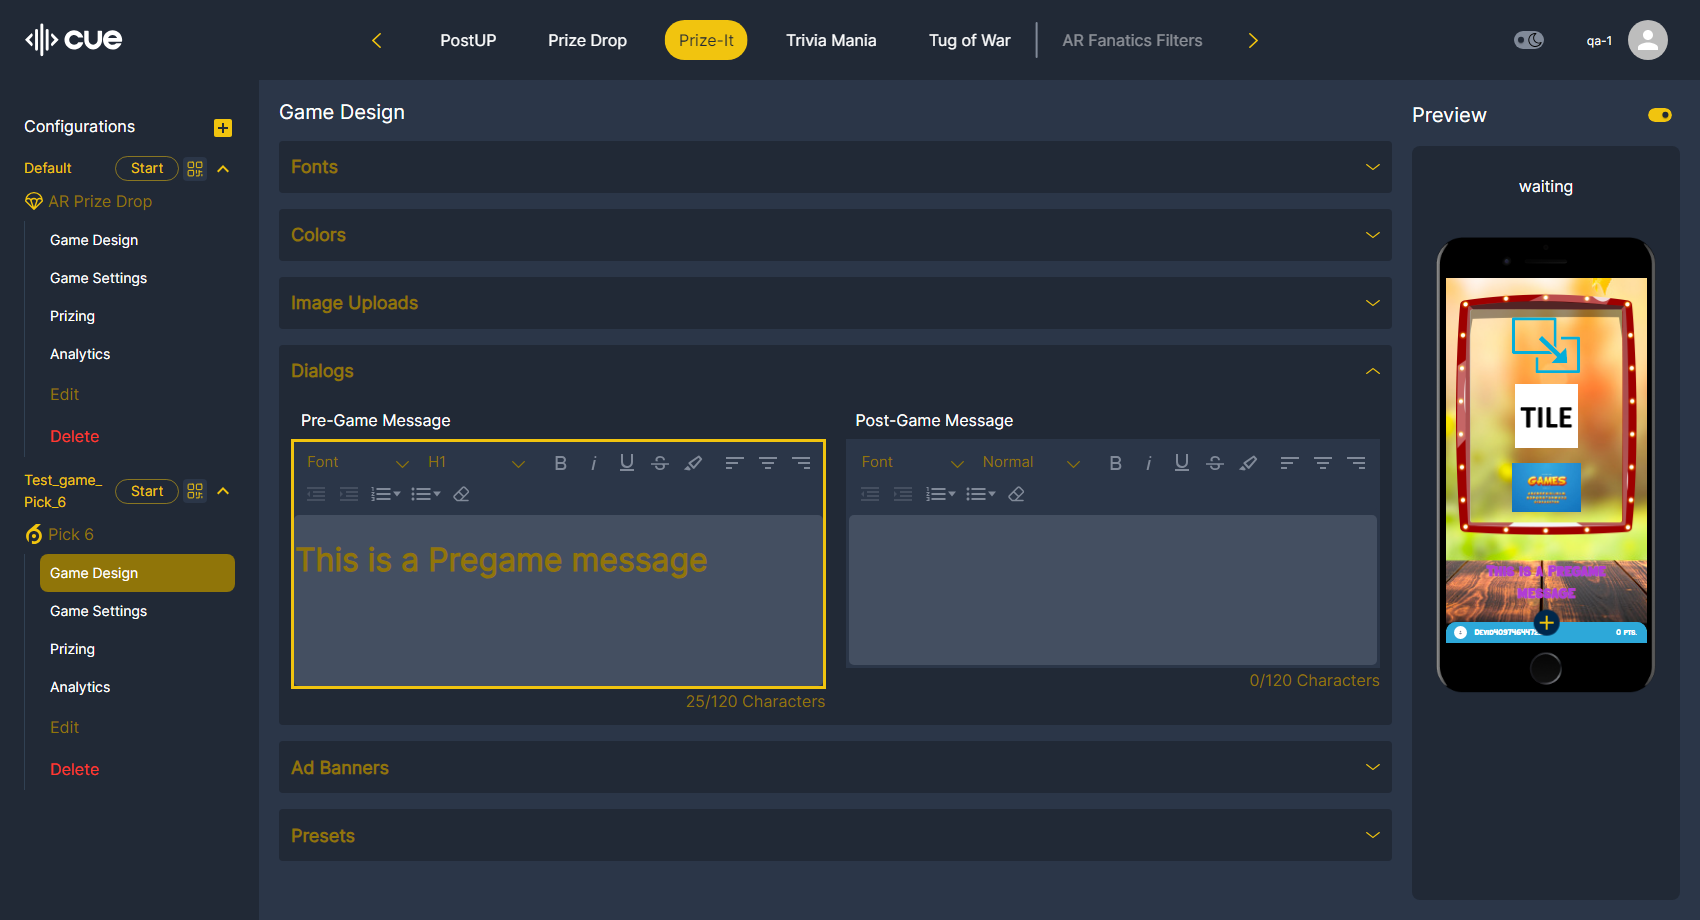 cue
PostUP
Prize Drop
Prize-It
Trivia Mania
Tug of War
AR Fanatics Filters
qa-1
Configurations
Default
Start
AR Prize Drop
Game Design
Game Settings
Prizing
Analytics
Edit
Delete
Test_game_
Pick_6
Start
Pick 6
Game Design
Game Settings
Prizing
Analytics
Edit
Delete
Game Design
Fonts
Colors
Image Uploads
Dialogs
Pre-Game Message
Font
H1
This is a Pregame message
25/120 Characters
Post-Game Message
Font
Normal
0/120 Characters
Ad Banners
Presets
Preview
waiting
TILE
GAMES
THIS IS A PREGAME
MESSAGE
0 PTS.